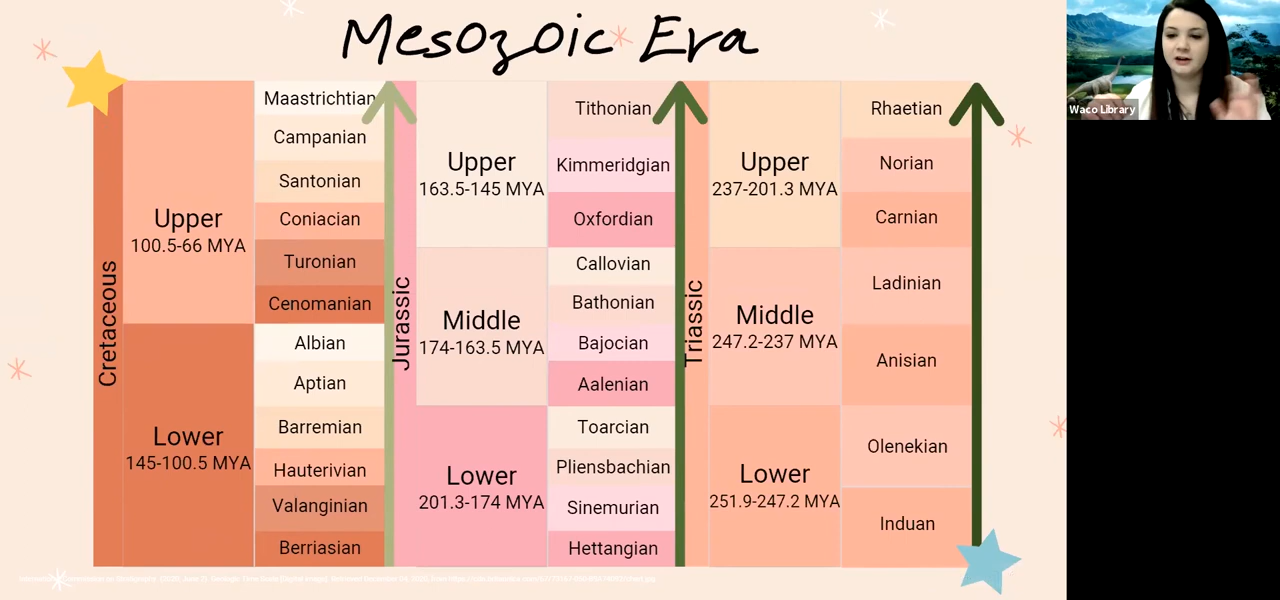 Mesozoic Era
Waco Library
Cretaceous
Upper
100.5-66 MYA
Lower
145-100.5 MYA
Maastrichtian
Campanian
Santonian
Coniacian
Turonian
Cenomanian
Albian
Aptian
Barremian
Hauterivian
Valanginian
Berriasian
Jurassic
Upper
163.5-145 MYA
Middle
174-163.5 MYA
Lower
201.3-174 MYA
Tithonian
Kimmeridgian
Oxfordian
Callovian
Bathonian
Bajocian
Aalenian
Toarcian
Pliensbachian
Sinemurian
Hettangian
Triassic
Upper
237-201.3 MYA
Middle
247.2-237 MYA
Lower
251.9-247.2 MYA
Rhaetian
Norian
Carnian
Ladinian
Anisian
Olenekian
Induan